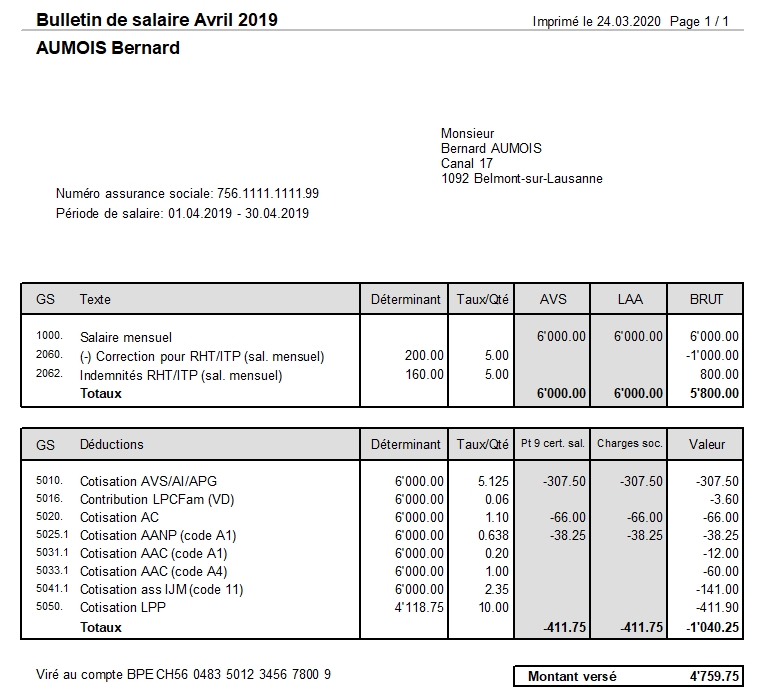 Bulletin de salaire Avril 2019 Imprimé le 24.03.2020 Page 1 / 1
AUMOIS Bernard
Monsieur
Bernard AUMOIS
Canal 17
1092 Belmont-sur-Lausanne
Numéro assurance sociale: 756.1111.1111.99
Période de salaire: 01.04.2019 - 30.04.2019
GS Texte Déterminant Taux/Qté AVS LAA BRUT
1000. Salaire mensuel 6'000.00 6'000.00 6'000.00
2060. (-) Correction pour RHT/ITP (sal. mensuel) 200.00 5.00 -1'000.00
2062. Indemnités RHT/ITP (sal. mensuel) 160.00 5.00 800.00
Totaux 6'000.00 6'000.00 5'800.00
GS Déductions Déterminant Taux/Qté Pt 9 cert. sal. Charges soc. Valeur
5010. Cotisation AVS/AI/APG 6'000.00 5.125 -307.50 -307.50 -307.50
5016. Contribution LPCFam (VD) 6'000.00 0.06 -3.60
5020. Cotisation AC 6'000.00 1.10 -66.00 -66.00 -66.00
5025.1 Cotisation AANP (code A1) 6'000.00 0.638 -38.25 -38.25 -38.25
5031.1 Cotisation AAC (code A1) 6'000.00 0.20 -12.00
5033.1 Cotisation AAC (code A4) 6'000.00 1.00 -60.00
5041.1 Cotisation ass IJM (code 11) 6'000.00 2.35 -141.00
5050. Cotisation LPP 4'118.75 10.00 -411.90
Totaux -411.75 -411.75 -1'040.25
Viré au compte BPE CH56 0483 5012 3456 7800 9 Montant versé 4'759.75